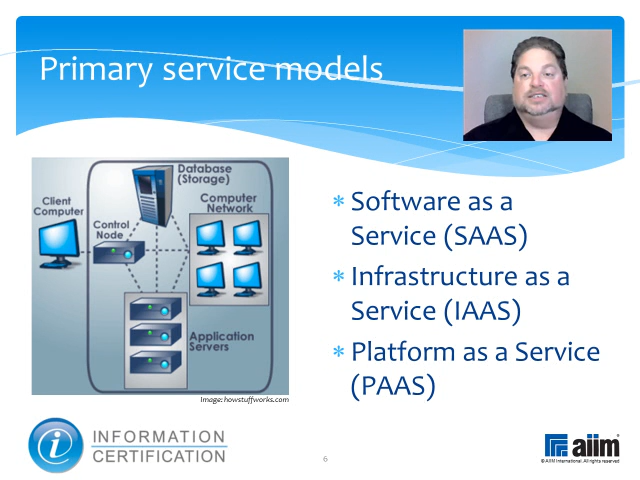 Primary service models
Database
(Storage)
Client
Computer
Computer
Network
Control
Node
Application
Servers
Image: howstuffworks.com
* Software as a
Service (SAAS)
* Infrastructure as a
Service (IAAS)
* Platform as a Service
(PAAS)
i INFORMATION
CERTIFICATION
6
aiim
© AIIM International. All rights reserved